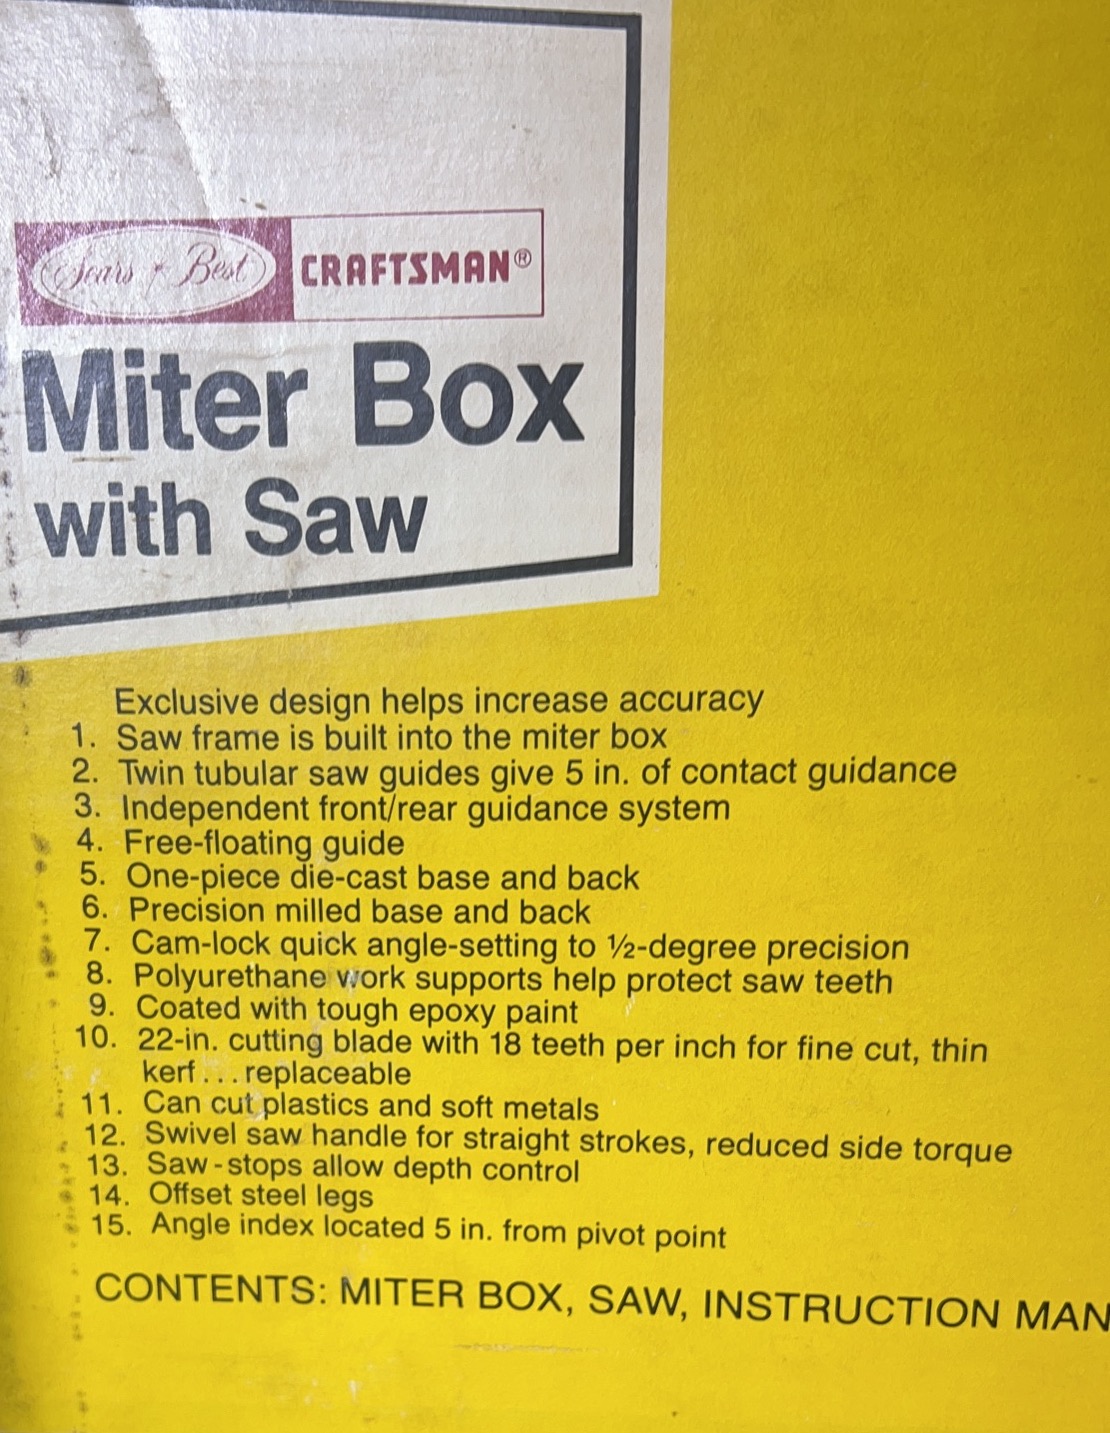 Sears Best CRAFTSMAN®
Miter Box
with Saw
Exclusive design helps increase accuracy
1. Saw frame is built into the miter box
2. Twin tubular saw guides give 5 in. of contact guidance
3. Independent front/rear guidance system
4. Free-floating guide
5. One-piece die-cast base and back
6. Precision milled base and back
7. Cam-lock quick angle-setting to ½-degree precision
8. Polyurethane work supports help protect saw teeth
9. Coated with tough epoxy paint
10. 22-in. cutting blade with 18 teeth per inch for fine cut, thin
kerf...replaceable
11. Can cut plastics and soft metals
12. Swivel saw handle for straight strokes, reduced side torque
13. Saw-stops allow depth control
14. Offset steel legs
15. Angle index located 5 in. from pivot point
CONTENTS: MITER BOX, SAW, INSTRUCTION MAN